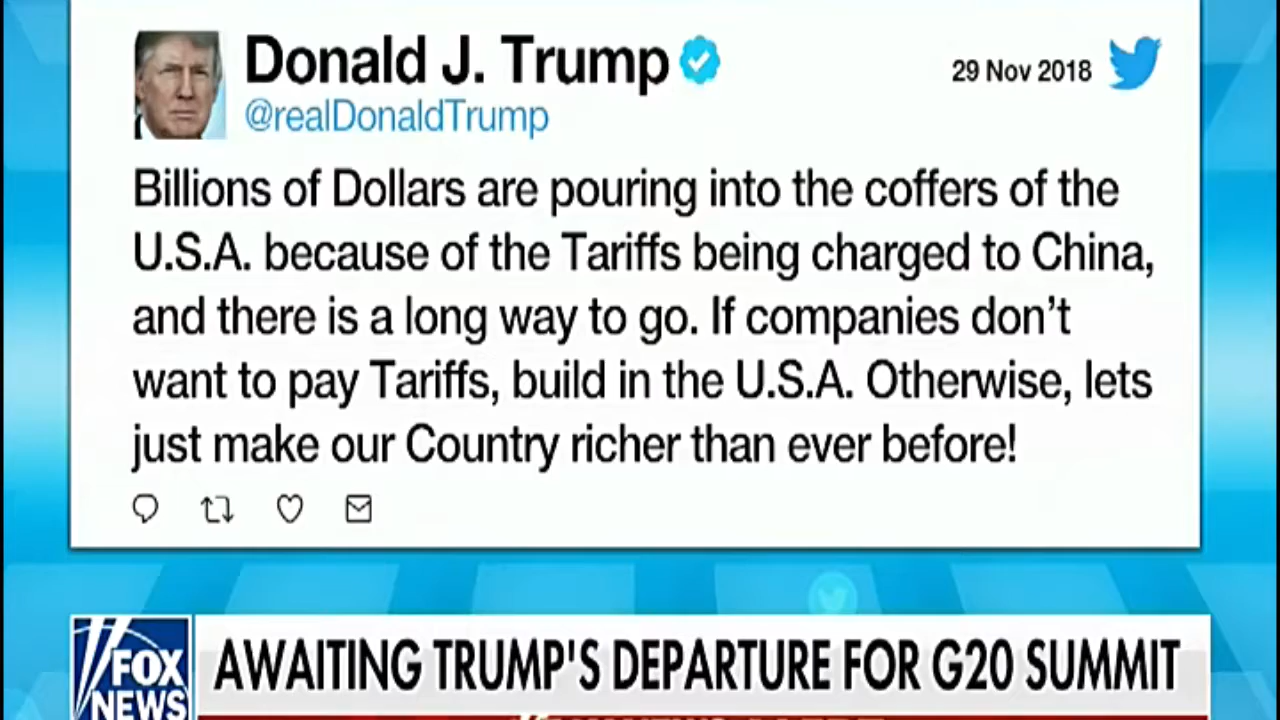 Donald J. Trump
29 Nov 2018
@realDonaldTrump
Billions of Dollars are pouring into the coffers of the
U.S.A. because of the Tariffs being charged to China,
and there is a long way to go. If companies don’t
want to pay Tariffs, build in the U.S.A. Otherwise, lets
just make our Country richer than ever before!
FOX
NEWS
AWAITING TRUMP'S DEPARTURE FOR G20 SUMMIT